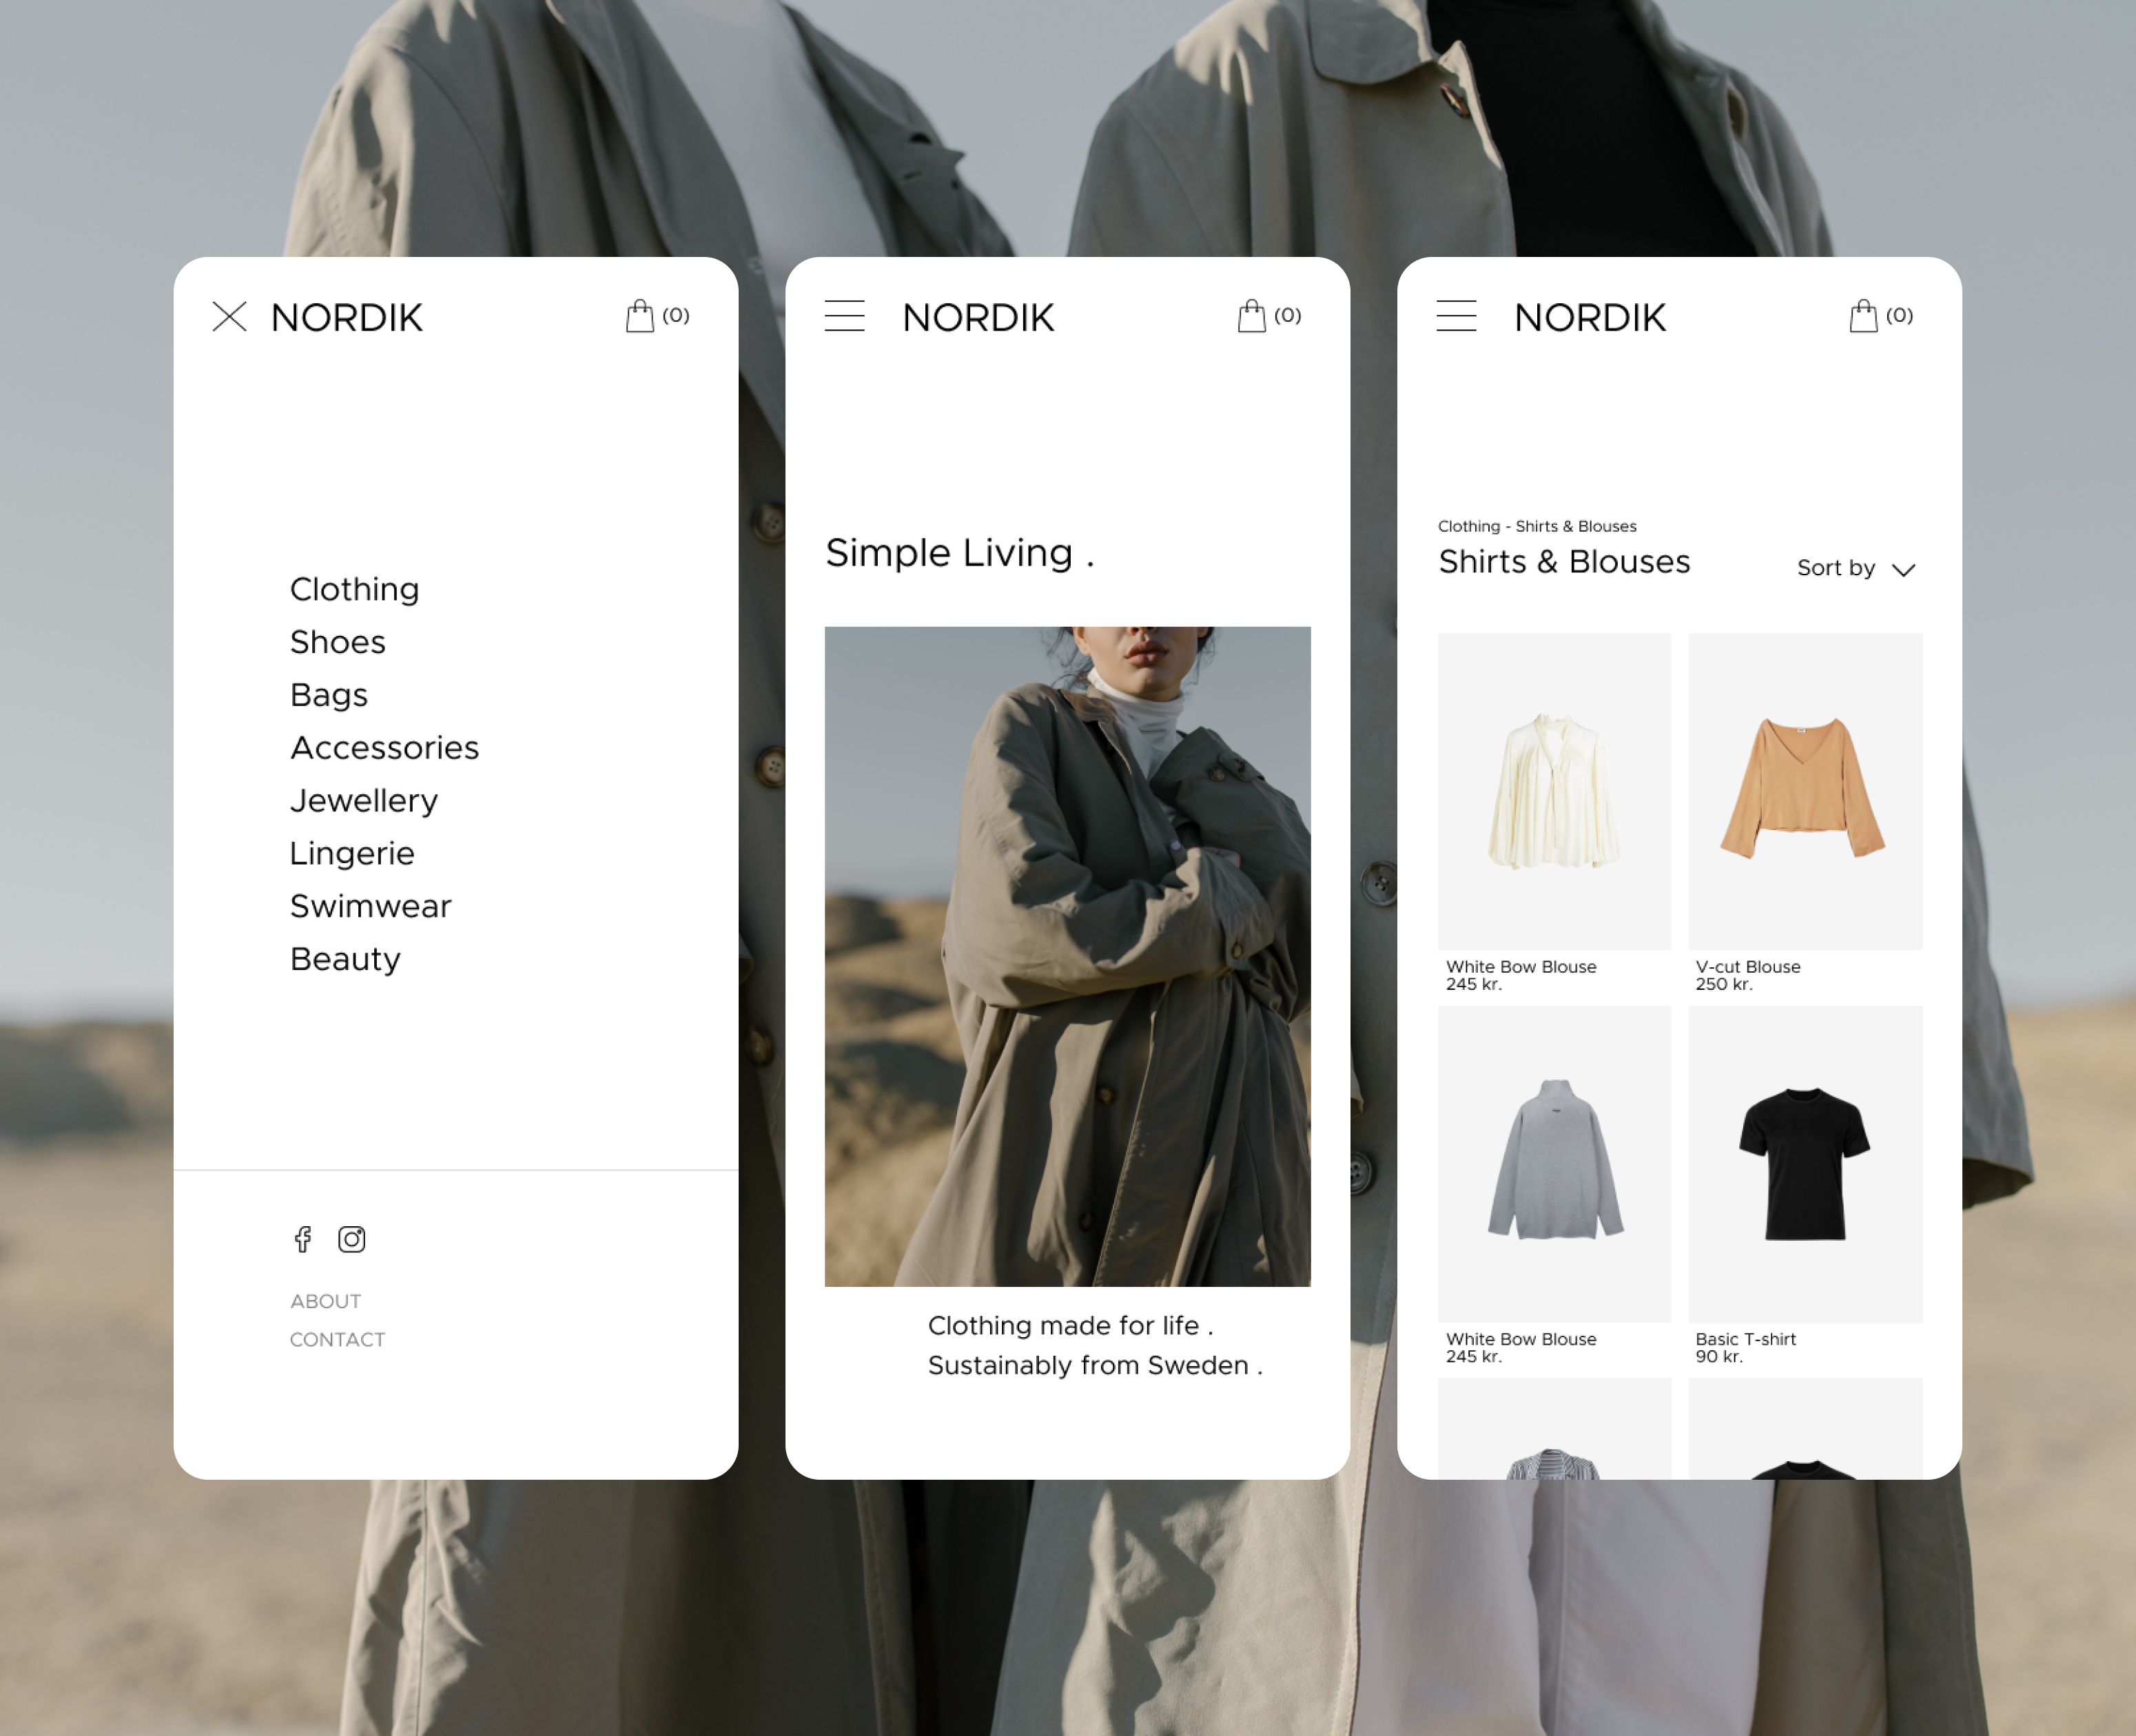 NORDIK
(0)
Clothing
Shoes
Bags
Accessories
Jewellery
Lingerie
Swimwear
Beauty
ABOUT
CONTACT
NORDIK
(0)
Simple Living .
Clothing made for life .
Sustainably from Sweden .
NORDIK
(0)
Clothing - Shirts & Blouses
Shirts & Blouses
Sort by
White Bow Blouse
245 kr.
V-cut Blouse
250 kr.
White Bow Blouse
245 kr.
Basic T-shirt
90 kr.